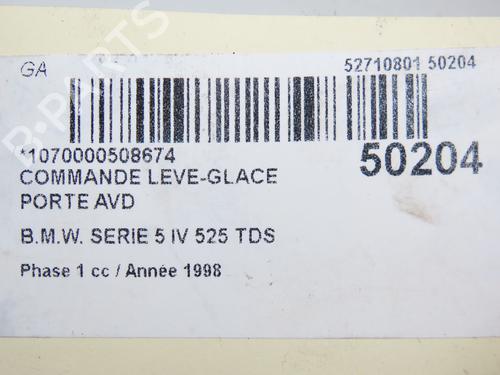 GA
52710801 50204
*1070000508674
50204
COMMANDE LEVE-GLACE
PORTE AVD
B.M.W. SERIE 5 IV 525 TDS
Phase 1 cc / Année 1998
B-PARTS